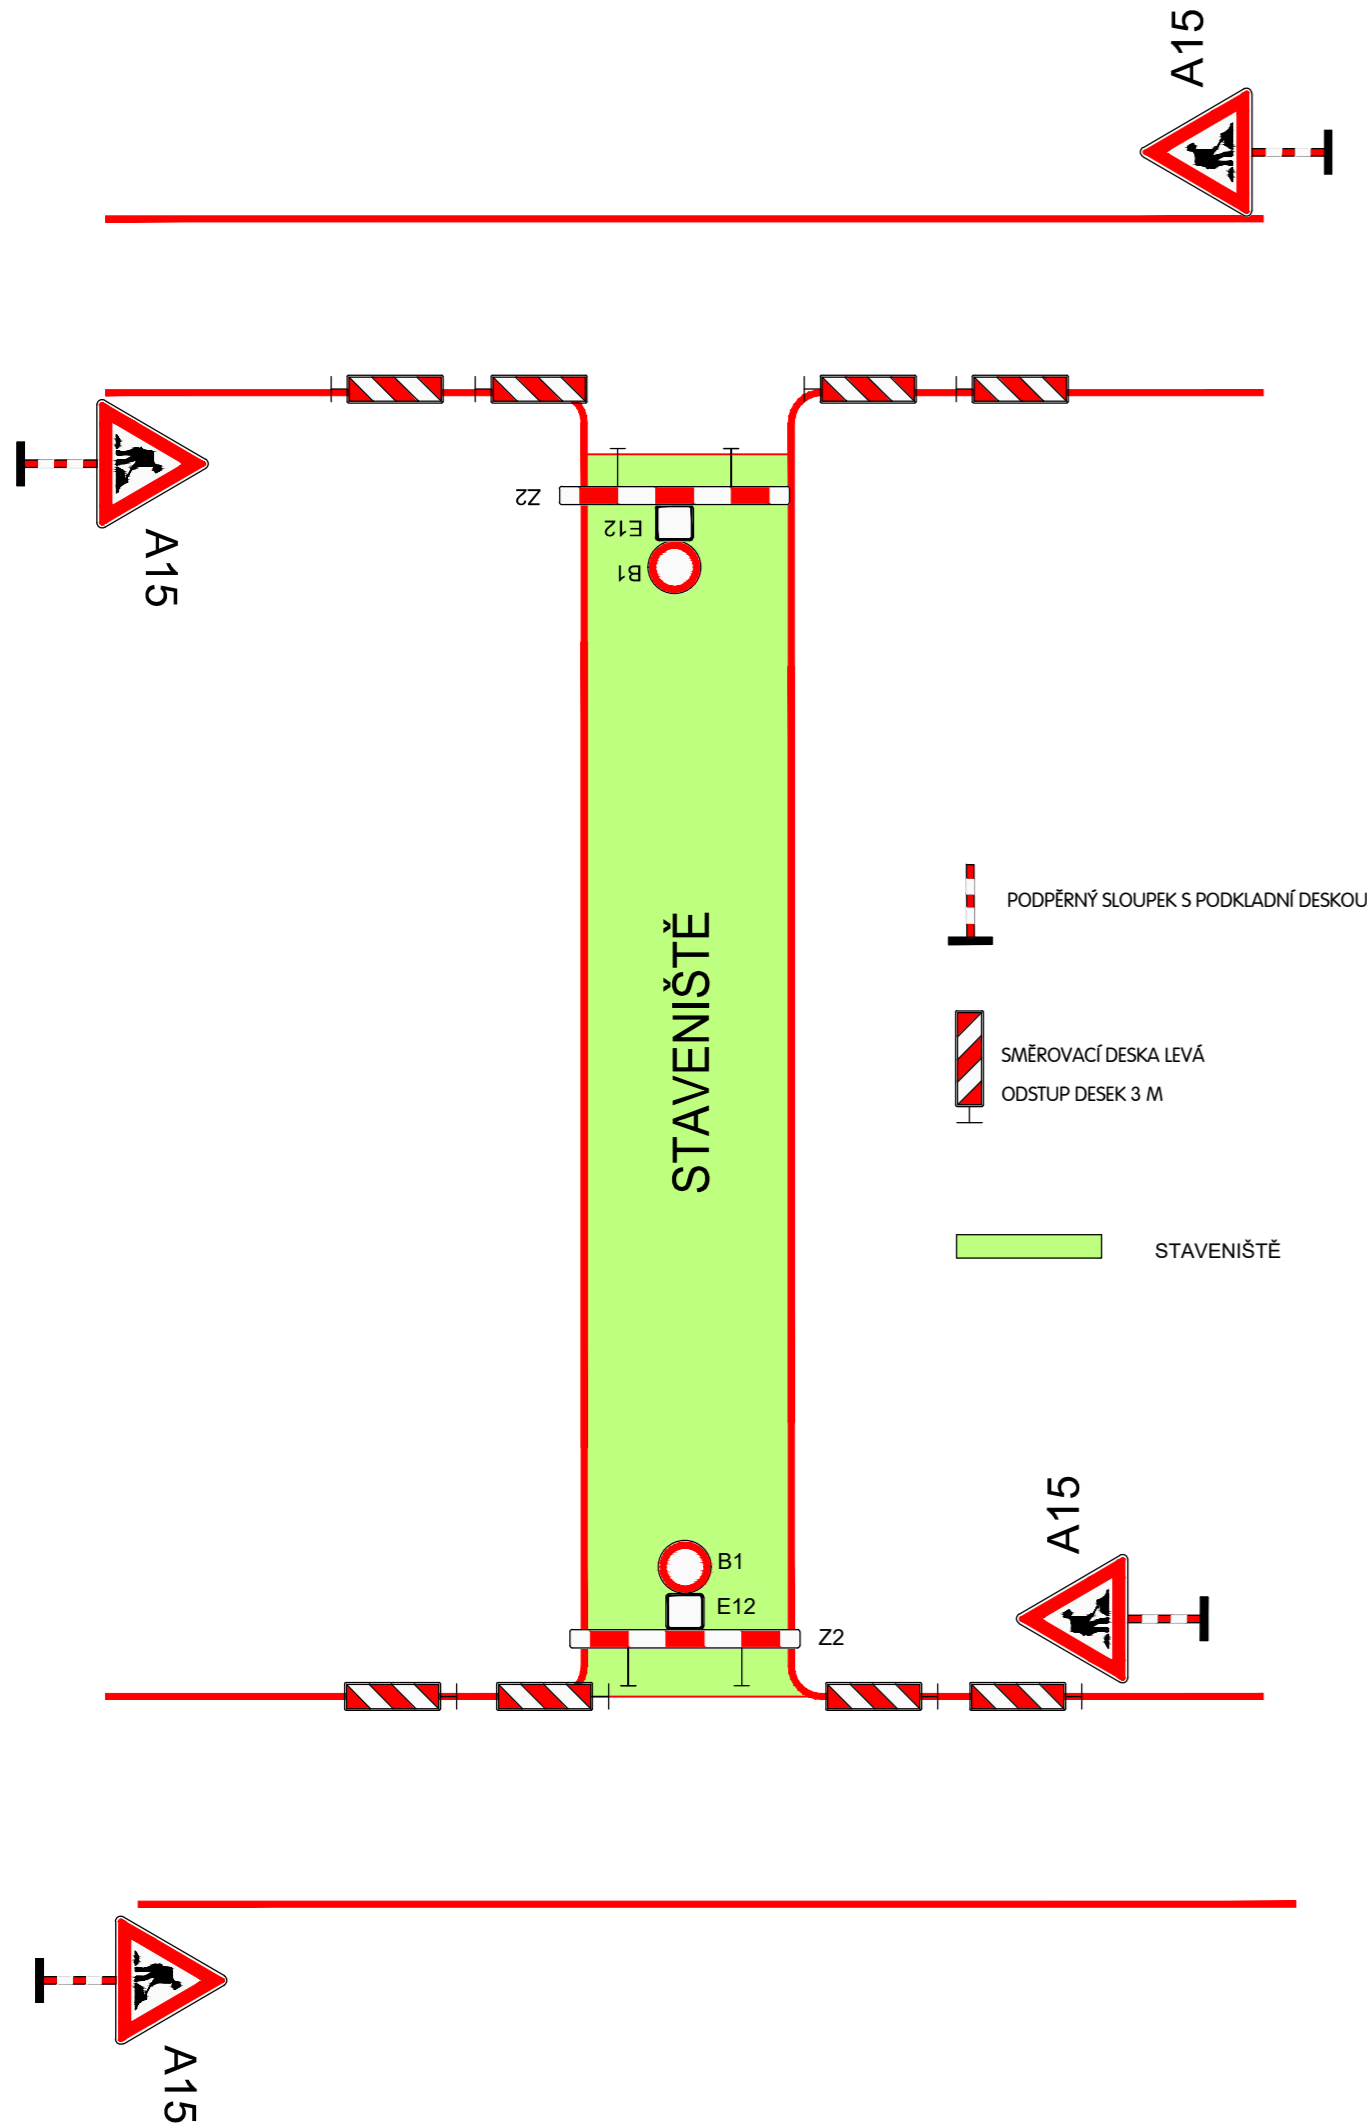 A15
A15
Z2
E12
B1
STAVENIŠTĚ
PODPĚRNÝ SLOUPEK S PODKLADNÍ DESKOU
SMĚROVACÍ DESKA LEVÁ
ODSTUP DESEK 3 M
STAVENIŠTĚ
A15
B1
E12
Z2
A15